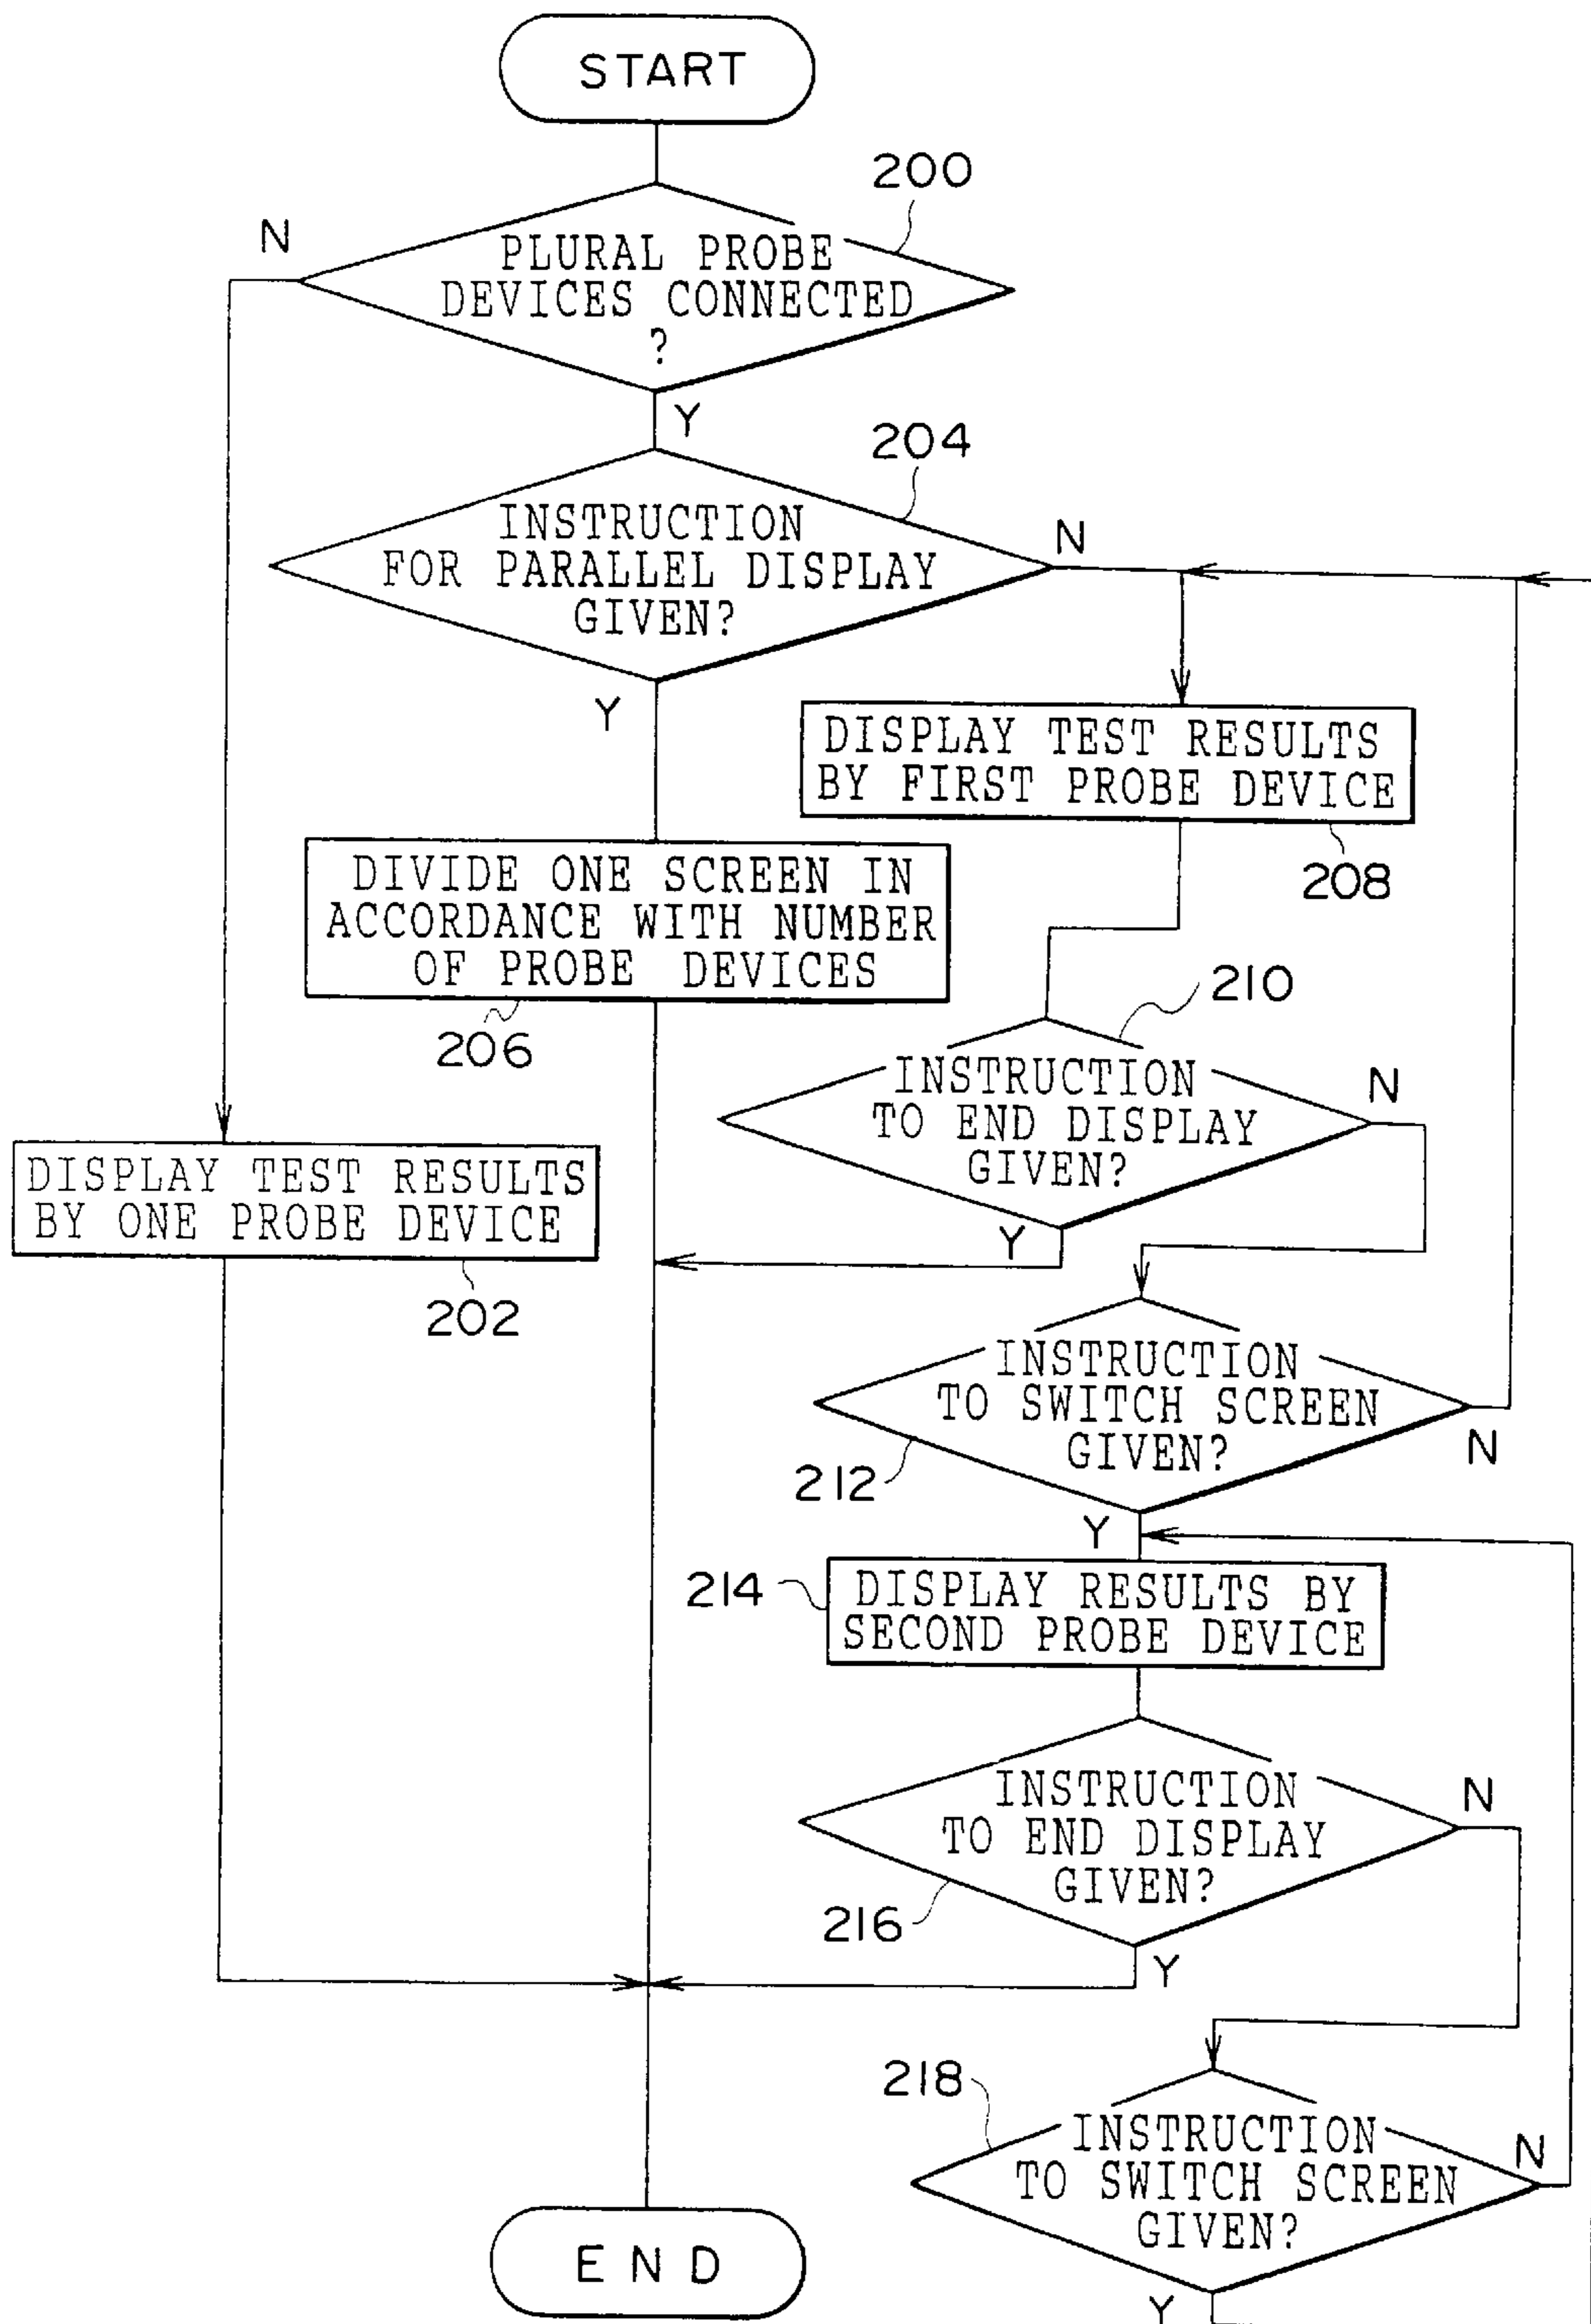 START
200
N
PLURAL PROBE
DEVICES CONNECTED
?
Y
204
INSTRUCTION
FOR PARALLEL DISPLAY
GIVEN?
N
Y
DISPLAY TEST RESULTS
BY FIRST PROBE DEVICE
208
DIVIDE ONE SCREEN IN
ACCORDANCE WITH NUMBER
OF PROBE DEVICES
206
210
INSTRUCTION
TO END DISPLAY
GIVEN?
N
Y
DISPLAY TEST RESULTS
BY ONE PROBE DEVICE
202
INSTRUCTION
TO SWITCH SCREEN
GIVEN?
N
212
Y
214
DISPLAY RESULTS BY
SECOND PROBE DEVICE
INSTRUCTION
TO END DISPLAY
GIVEN?
N
216
Y
218
INSTRUCTION
TO SWITCH SCREEN
GIVEN?
N
Y
END